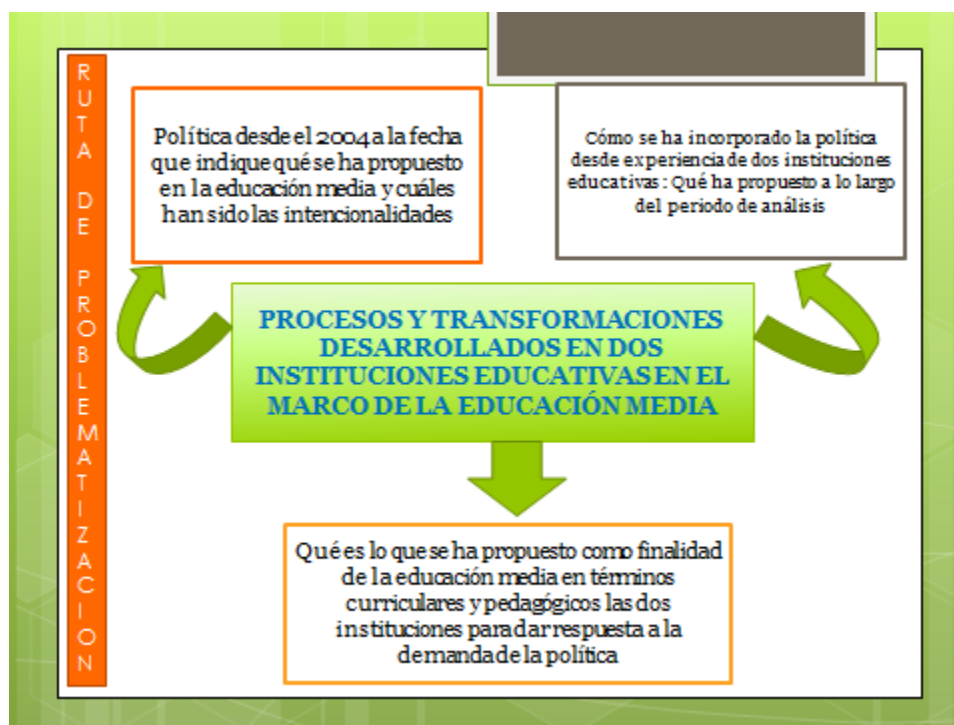 RUTA DE PROBLEMATIZACION
Política desde el 2004 a la fecha
que indique qué se ha propuesto
en la educación media y cuáles
han sido las intencionalidades
Cómo se ha incorporado la política
desde experiencia de dos instituciones
educativas: Qué ha propuesto a lo largo
del periodo de análisis
PROCESOS Y TRANSFORMACIONES
DESARROLLADOS EN DOS
INSTITUCIONES EDUCATIVAS EN EL
MARCO DE LA EDUCACIÓN MEDIA
Qué es lo que se ha propuesto como finalidad
de la educación media en términos
curriculares y pedagógicos las dos
instituciones para dar respuesta a la
demanda de la política